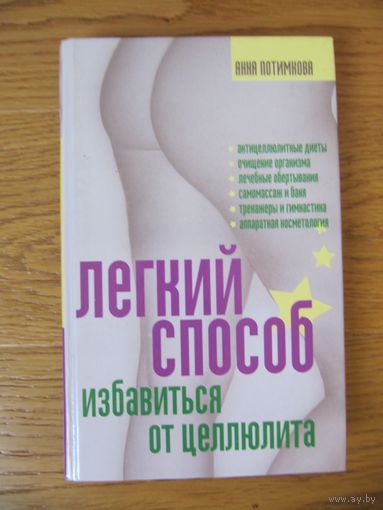 АННА ПОТИМКОВА
антицеллюлитные диеты
очищение организма
лечебные обертывания
самомассаж и баня
тренажеры и гимнастика
аппаратная косметология
ЛЕГКИЙ
СПОСОБ
избавиться
от целлюлита
www.ay.by